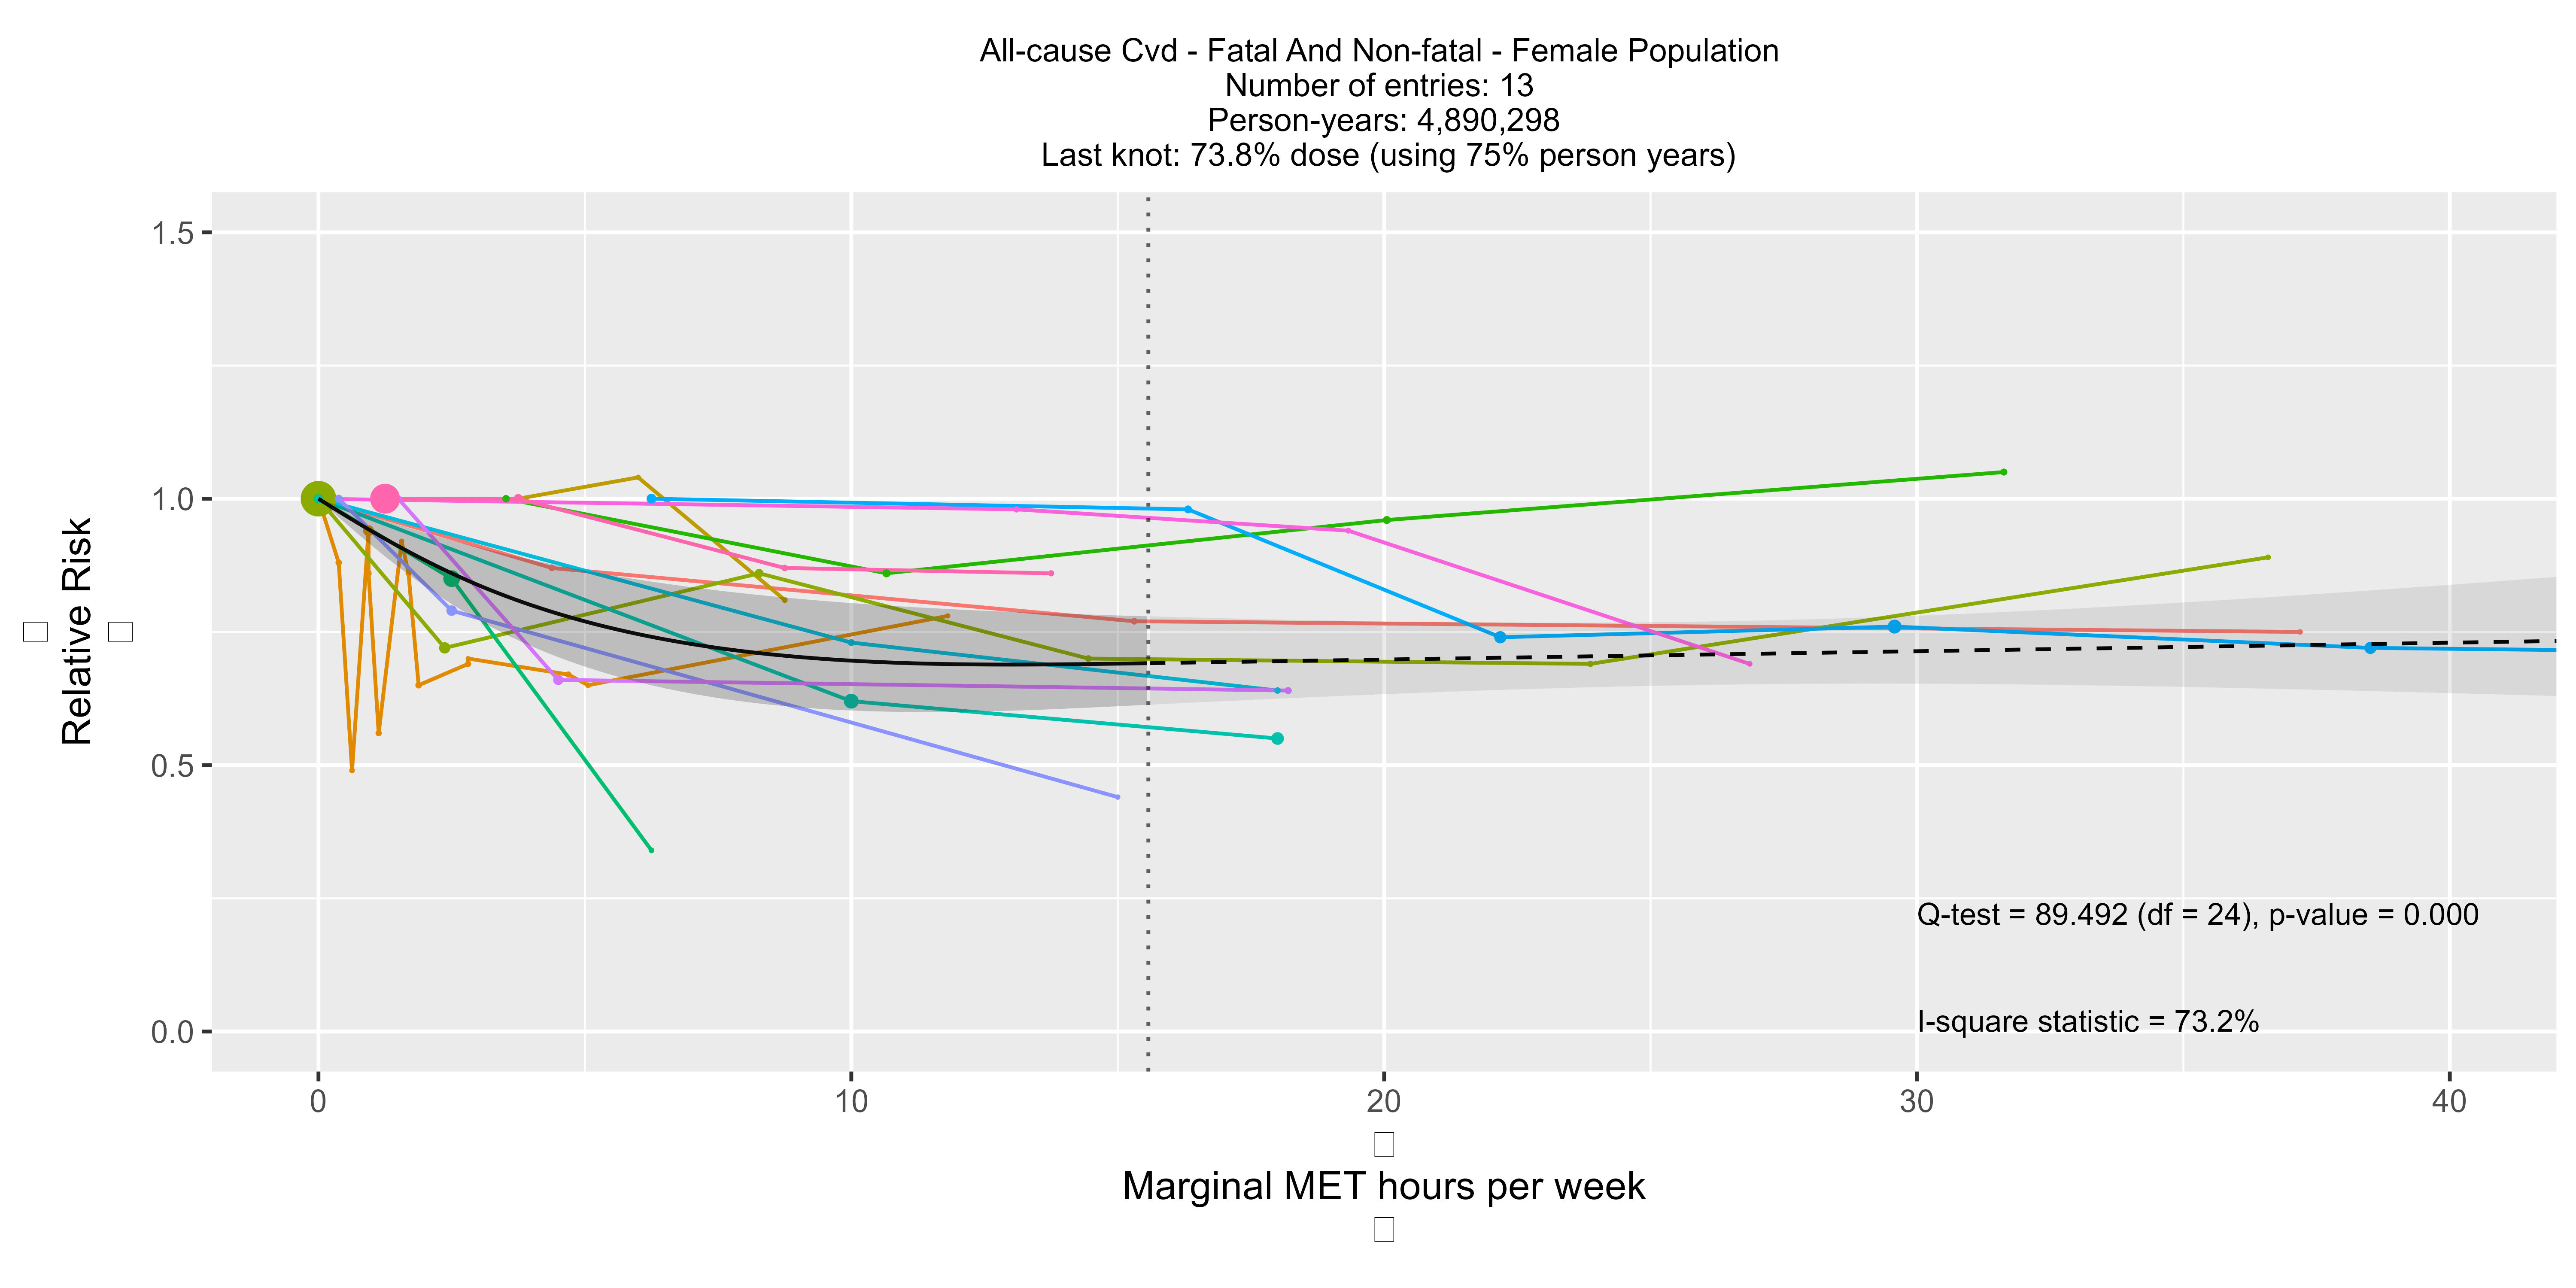 All-cause Cvd - Fatal And Non-fatal - Female Population
Number of entries: 13
Person-years: 4,890,298
Last knot: 73.8% dose (using 75% person years)
Relative Risk
1.5
1.0
0.5
0.0
Q-test = 89.492 (df = 24), p-value = 0.000
I-square statistic = 73.2%
0 10 20 30 40
Marginal MET hours per week